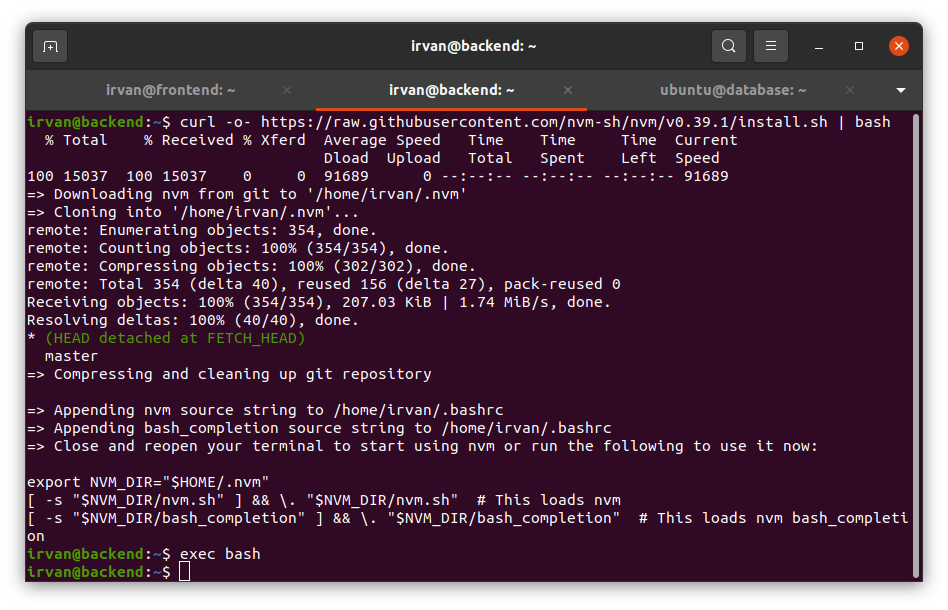 irvan@backend: ~
irvan@frontend: ~
irvan@backend: ~
ubuntu@database: ~
irvan@backend:~$ curl -o- https://raw.githubusercontent.com/nvm-sh/nvm/v0.39.1/install.sh | bash
  % Total    % Received % Xferd  Average Speed   Time    Time     Time  Current
                                 Dload  Upload   Total   Spent    Left  Speed
100 15037  100 15037    0     0  91689      0 --:--:-- --:--:-- --:--:-- 91689
=> Downloading nvm from git to '/home/irvan/.nvm'
=> Cloning into '/home/irvan/.nvm'...
remote: Enumerating objects: 354, done.
remote: Counting objects: 100% (354/354), done.
remote: Compressing objects: 100% (302/302), done.
remote: Total 354 (delta 40), reused 156 (delta 27), pack-reused 0
Receiving objects: 100% (354/354), 207.03 KiB | 1.74 MiB/s, done.
Resolving deltas: 100% (40/40), done.
* (HEAD detached at FETCH_HEAD)
  master
=> Compressing and cleaning up git repository
=> Appending nvm source string to /home/irvan/.bashrc
=> Appending bash_completion source string to /home/irvan/.bashrc
=> Close and reopen your terminal to start using nvm or run the following to use it now:
export NVM_DIR="$HOME/.nvm"
[ -s "$NVM_DIR/nvm.sh" ] && \. "$NVM_DIR/nvm.sh"  # This loads nvm
[ -s "$NVM_DIR/bash_completion" ] && \. "$NVM_DIR/bash_completion"  # This loads nvm bash_completi
on
irvan@backend:~$ exec bash
irvan@backend:~$